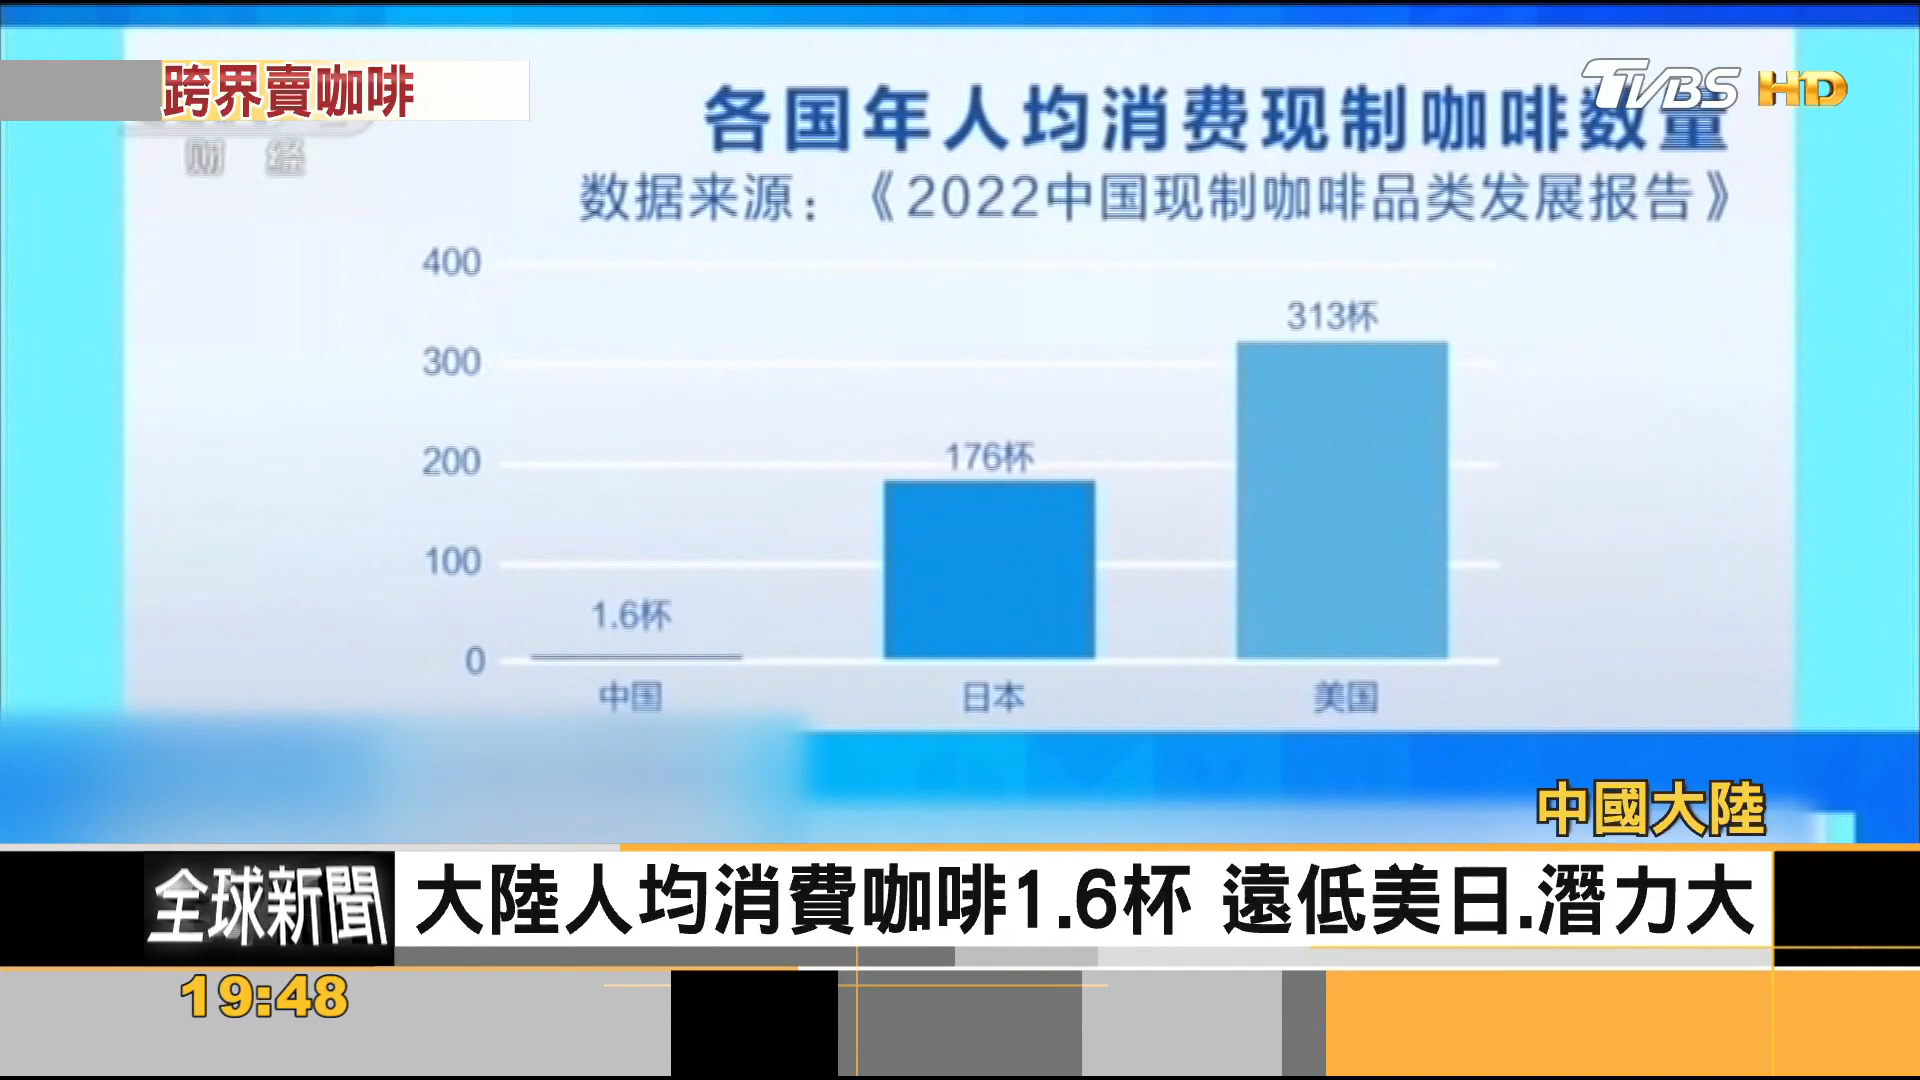 跨界賣咖啡
TVBS HD
财经
各国年人均消费现制咖啡数量
数据来源：《2022中国现制咖啡品类发展报告》
400
300
200
100
0
313杯
176杯
1.6杯
中国 日本 美国
中國大陸
全球新聞
大陸人均消費咖啡1.6杯 遠低美日.潛力大
19:48